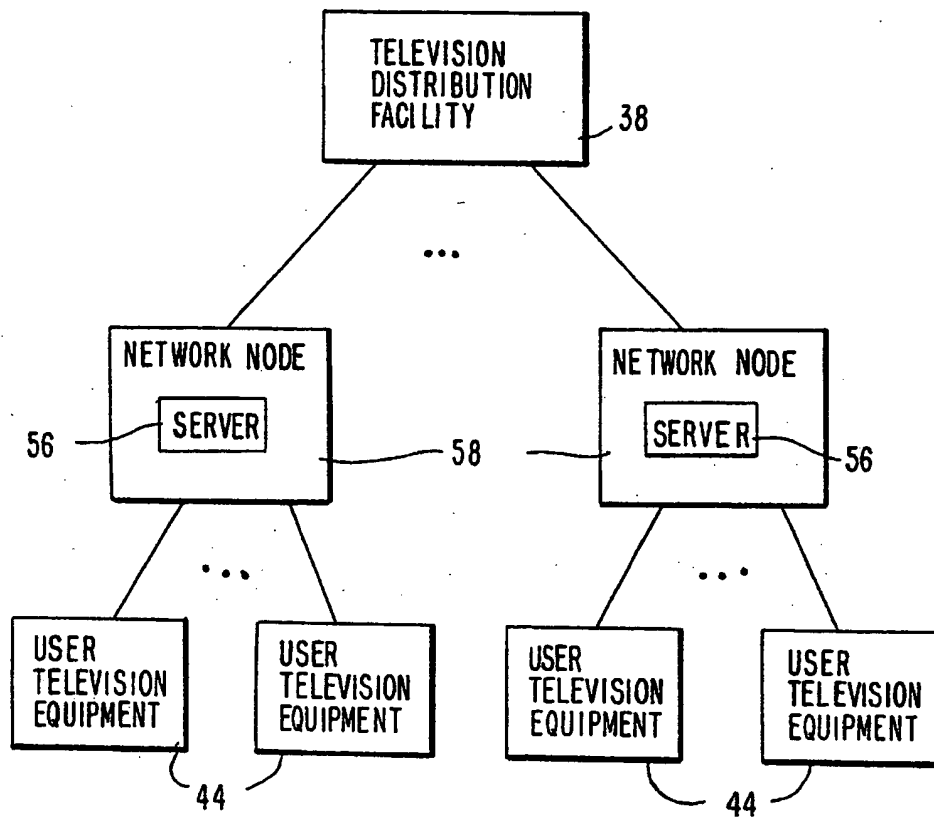 TELEVISION
DISTRIBUTION
FACILITY
38
...
NETWORK NODE
SERVER
56
58
NETWORK NODE
SERVER
56
...
...
USER
TELEVISION
EQUIPMENT
USER
TELEVISION
EQUIPMENT
44
USER
TELEVISION
EQUIPMENT
USER
TELEVISION
EQUIPMENT
44